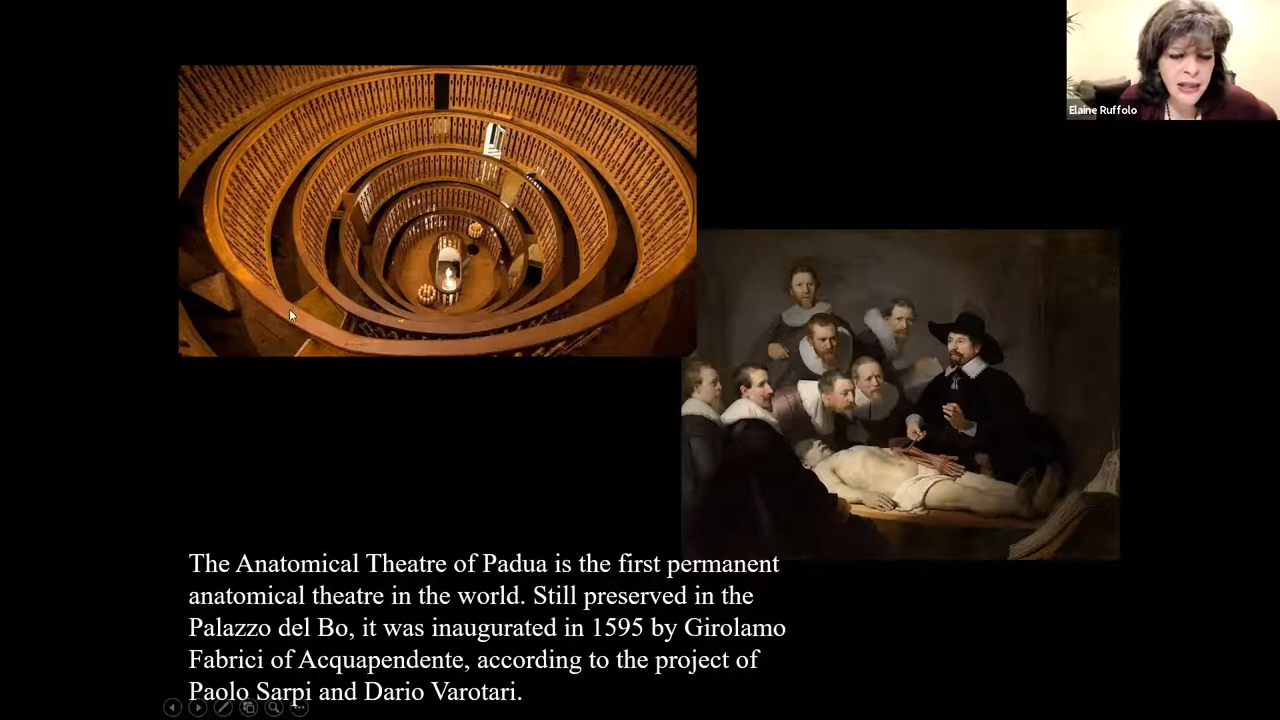 Elaine Ruffolo
The Anatomical Theatre of Padua is the first permanent
anatomical theatre in the world. Still preserved in the
Palazzo del Bo, it was inaugurated in 1595 by Girolamo
Fabrici of Acquapendente, according to the project of
Paolo Sarpi and Dario Varotari.